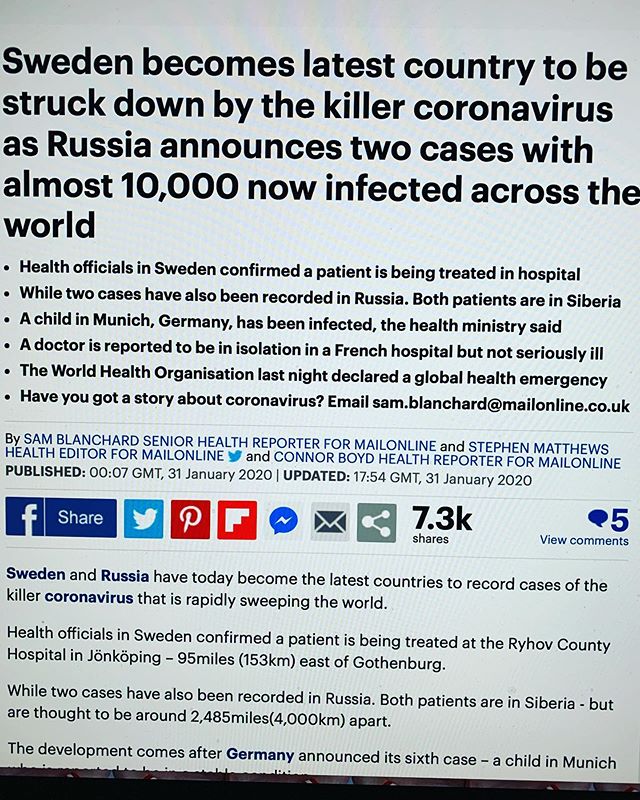 Sweden becomes latest country to be
struck down by the killer coronavirus
as Russia announces two cases with
almost 10,000 now infected across the
world
• Health officials in Sweden confirmed a patient is being treated in hospital
• While two cases have also been recorded in Russia. Both patients are in Siberia
• A child in Munich, Germany, has been infected, the health ministry said
• A doctor is reported to be in isolation in a French hospital but not seriously ill
• The World Health Organisation last night declared a global health emergency
• Have you got a story about coronavirus? Email sam.blanchard@mailonline.co.uk
By SAM BLANCHARD SENIOR HEALTH REPORTER FOR MAILONLINE and STEPHEN MATTHEWS
HEALTH EDITOR FOR MAILONLINE and CONNOR BOYD HEALTH REPORTER FOR MAILONLINE
PUBLISHED: 00:07 GMT, 31 January 2020 | UPDATED: 17:54 GMT, 31 January 2020
f Share 7.3k 5
shares View comments
Sweden and Russia have today become the latest countries to record cases of the
killer coronavirus that is rapidly sweeping the world.
Health officials in Sweden confirmed a patient is being treated at the Ryhov County
Hospital in Jönköping – 95miles (153km) east of Gothenburg.
While two cases have also been recorded in Russia. Both patients are in Siberia - but
are thought to be around 2,485miles(4,000km) apart.
The development comes after Germany announced its sixth case – a child in Munich